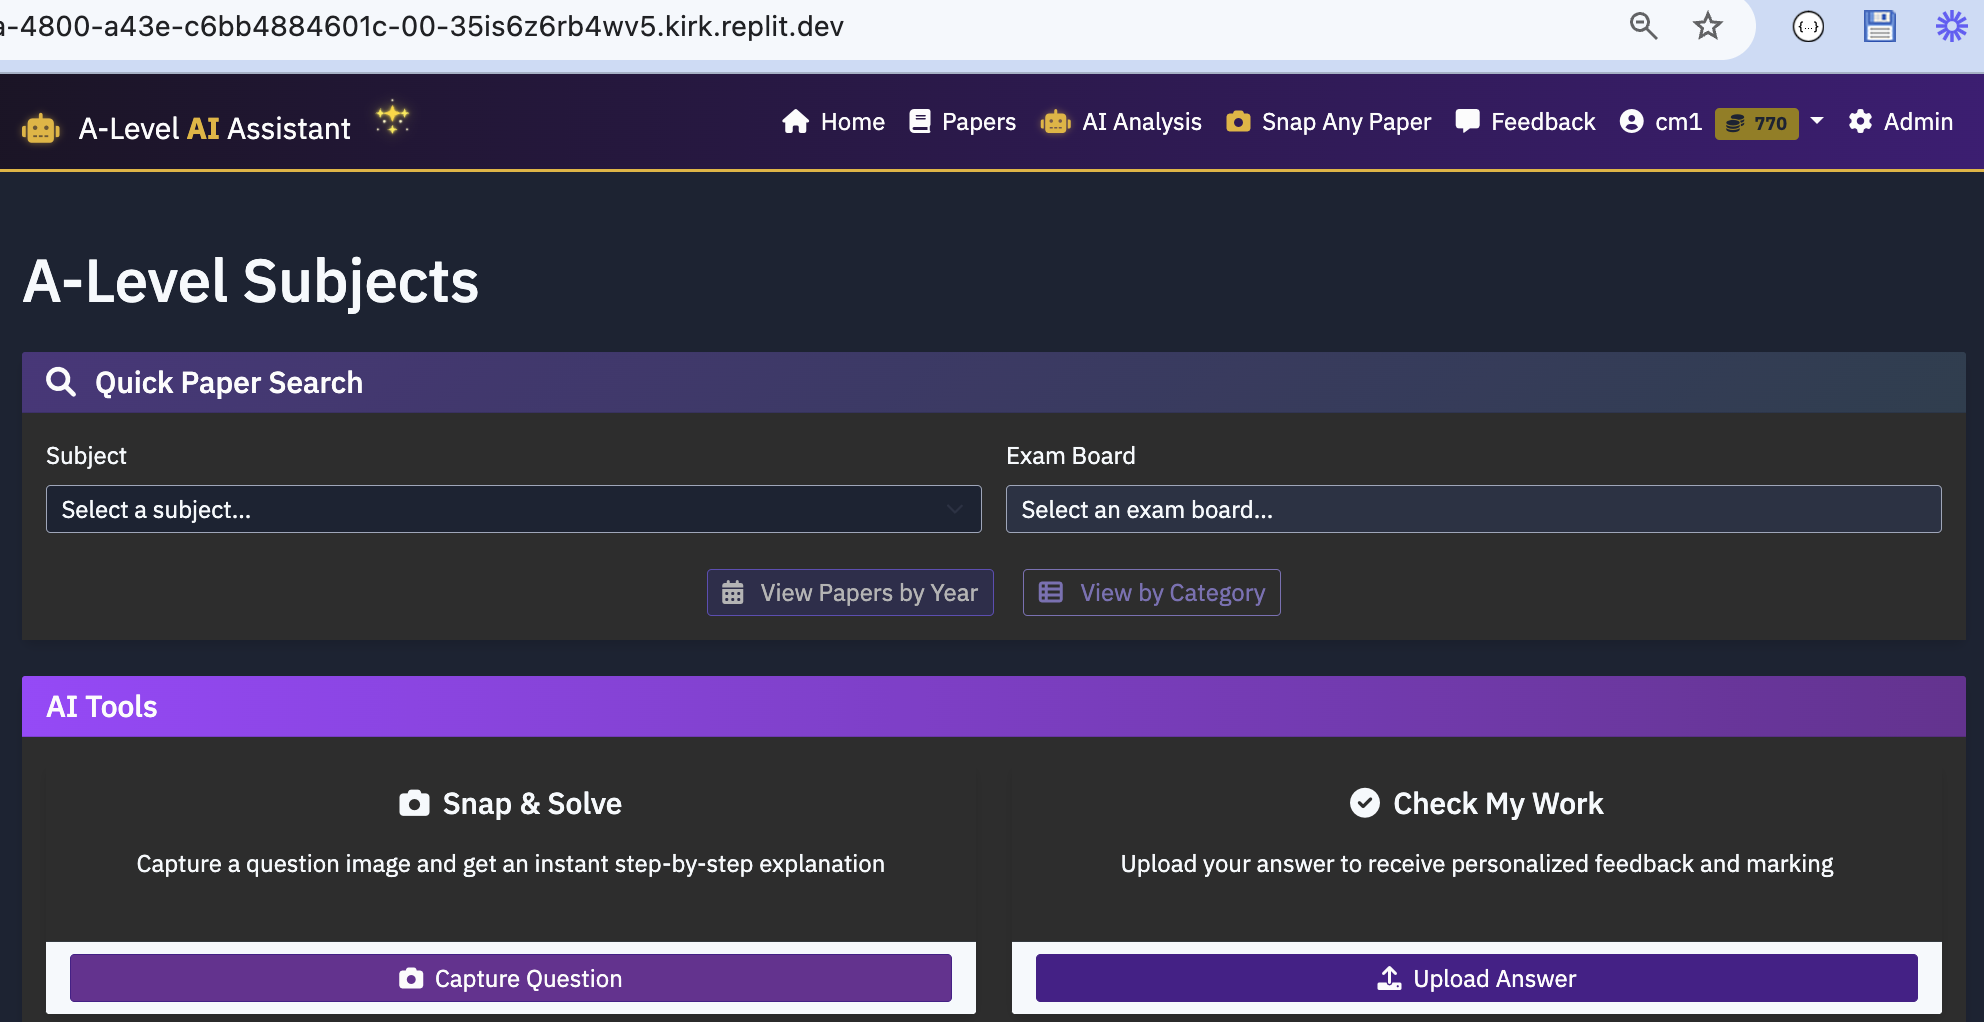 -4800-a43e-c6bb4884601c-00-35is6z6rb4wv5.kirk.replit.dev
A-Level AI Assistant
Home
Papers
AI Analysis
Snap Any Paper
Feedback
cm1
770
Admin
A-Level Subjects
Quick Paper Search
Subject
Exam Board
Select a subject...
Select an exam board...
View Papers by Year
View by Category
AI Tools
Snap & Solve
Capture a question image and get an instant step-by-step explanation
Capture Question
Check My Work
Upload your answer to receive personalized feedback and marking
Upload Answer